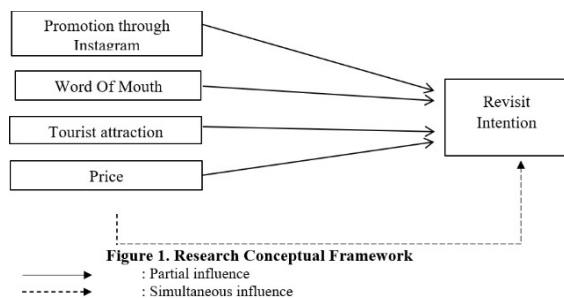 Promotion through
Instagram
Word Of Mouth
Tourist attraction
Price
Revisit
Intention
Figure 1. Research Conceptual Framework
: Partial influence
: Simultaneous influence